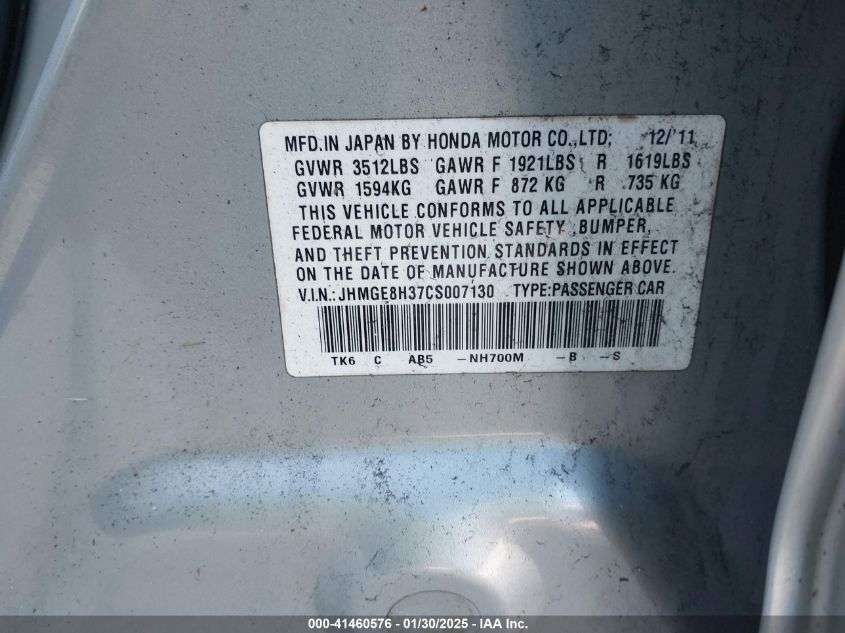 MFD.IN JAPAN BY HONDA MOTOR CO.,LTD; 12/'11
GVWR 3512LBS GAWR F 1921LBS R 1619LBS
GVWR 1594KG GAWR F 872 KG R 735 KG
THIS VEHICLE CONFORMS TO ALL APPLICABLE
FEDERAL MOTOR VEHICLE SAFETY ,BUMPER,
AND THEFT PREVENTION STANDARDS IN EFFECT
ON THE DATE OF MANUFACTURE SHOWN ABOVE.
V.I.N.: JHMGE8H37CS007130 TYPE:PASSENGER CAR
TK6 C AB5 -NH700M -B -S
000-41460576 - 01/30/2025 - IAA Inc.